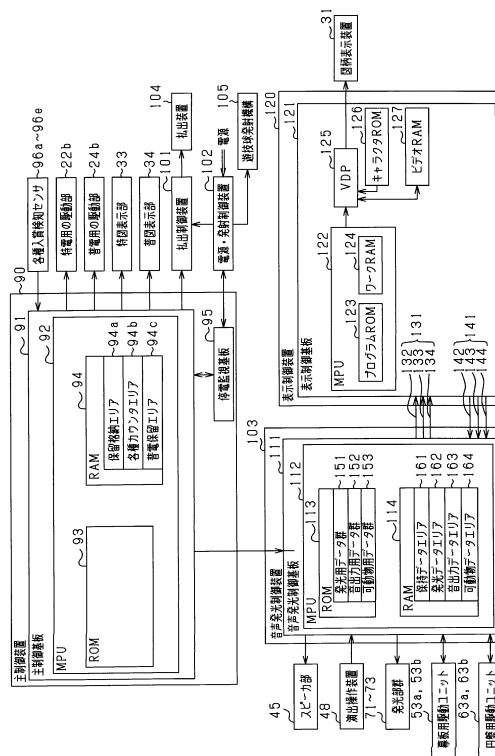 90
主制御装置
91
主制御基板
92
MPU
93
ROM
94
RAM
保留格納エリア ~94a
各種カウンタエリア ~94b
普電保留エリア ~94c
95
停電監視基板
各種入賞検知センサ ~96a~96e
特電用の駆動部 ~22b
普電用の駆動部 ~24b
特図表示部 ~33
普図表示部 ~34
101
払出制御装置
104
払出装置
102
電源・発射制御装置
電源
105
遊技球発射機構
103
音声発光制御装置
111
音声発光制御基板
112
MPU
113
ROM
発光用データ群 ~151
音出力用データ群 ~152
可動物用データ群 ~153
114
RAM
保持データエリア ~161
発光データエリア ~162
音出力データエリア ~163
可動物データエリア ~164
45
スピーカ部
48
演出操作装置
71~73
発光部群
53a,53b
幕板用駆動ユニット
63a,63b
円盤用駆動ユニット
132
133
134
131
142
143
144
141
120
表示制御装置
121
表示制御基板
122
MPU
123
プログラムROM
124
ワークRAM
125
VDP
126
キャラクタROM
127
ビデオRAM
31
図柄表示装置